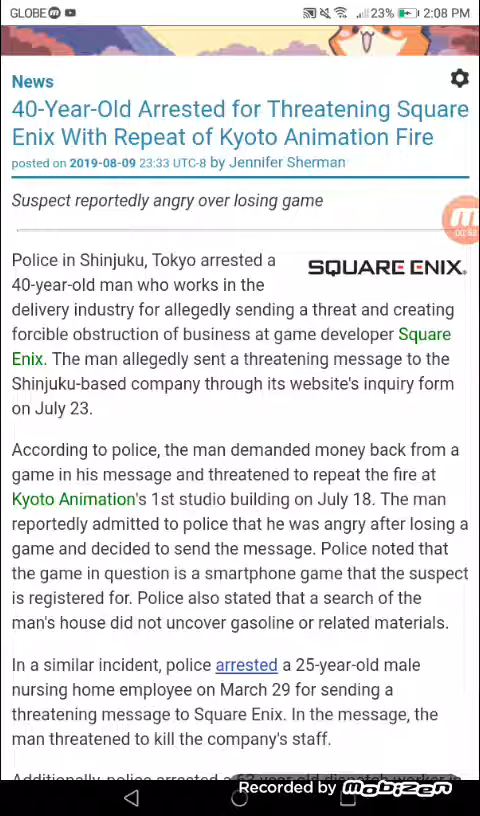 GLOBE
23% 2:08 PM
News
40-Year-Old Arrested for Threatening Square
Enix With Repeat of Kyoto Animation Fire
posted on 2019-08-09 23:33 UTC-8 by Jennifer Sherman
Suspect reportedly angry over losing game
00:53
Police in Shinjuku, Tokyo arrested a
SQUARE ENIX.
40-year-old man who works in the
delivery industry for allegedly sending a threat and creating
forcible obstruction of business at game developer Square
Enix. The man allegedly sent a threatening message to the
Shinjuku-based company through its website's inquiry form
on July 23.
According to police, the man demanded money back from a
game in his message and threatened to repeat the fire at
Kyoto Animation's 1st studio building on July 18. The man
reportedly admitted to police that he was angry after losing a
game and decided to send the message. Police noted that
the game in question is a smartphone game that the suspect
is registered for. Police also stated that a search of the
man's house did not uncover gasoline or related materials.
In a similar incident, police arrested a 25-year-old male
nursing home employee on March 29 for sending a
threatening message to Square Enix. In the message, the
man threatened to kill the company's staff.
Additionally, police arrested a
Recorded by Mobizen